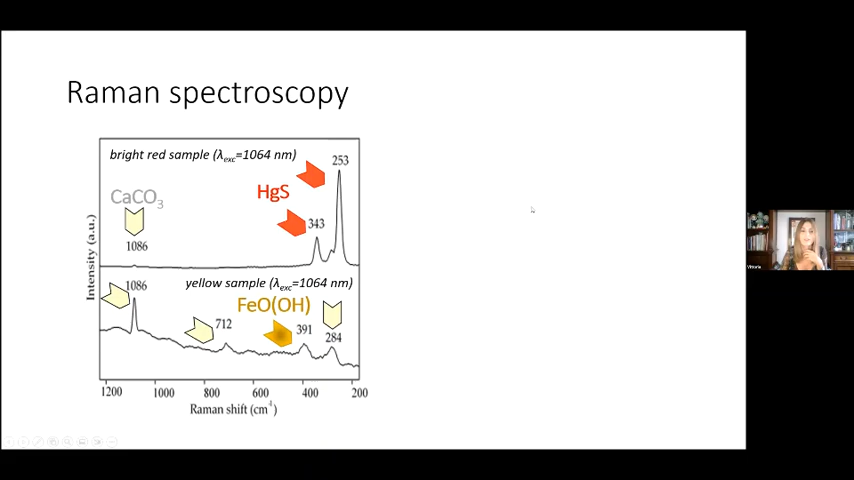 Raman spectroscopy
bright red sample (λexc=1064 nm)
253
CaCO3
HgS
343
1086
Intensity (a.u.)
1086
yellow sample (λexc=1064 nm)
FeO(OH)
712
391
284
1200 1000 800 600 400 200
Raman shift (cm-1)